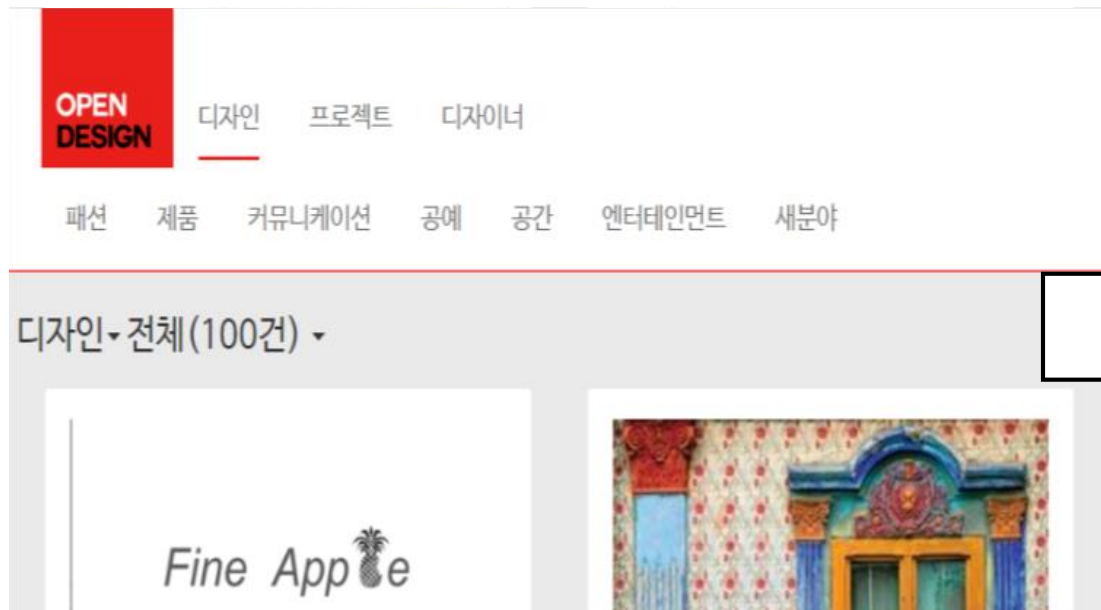 OPEN
DESIGN
디자인 프로젝트 디자이너
패션 제품 커뮤니케이션 공예 공간 엔터테인먼트 새분야
디자인 전체(100건)
Fine Apple